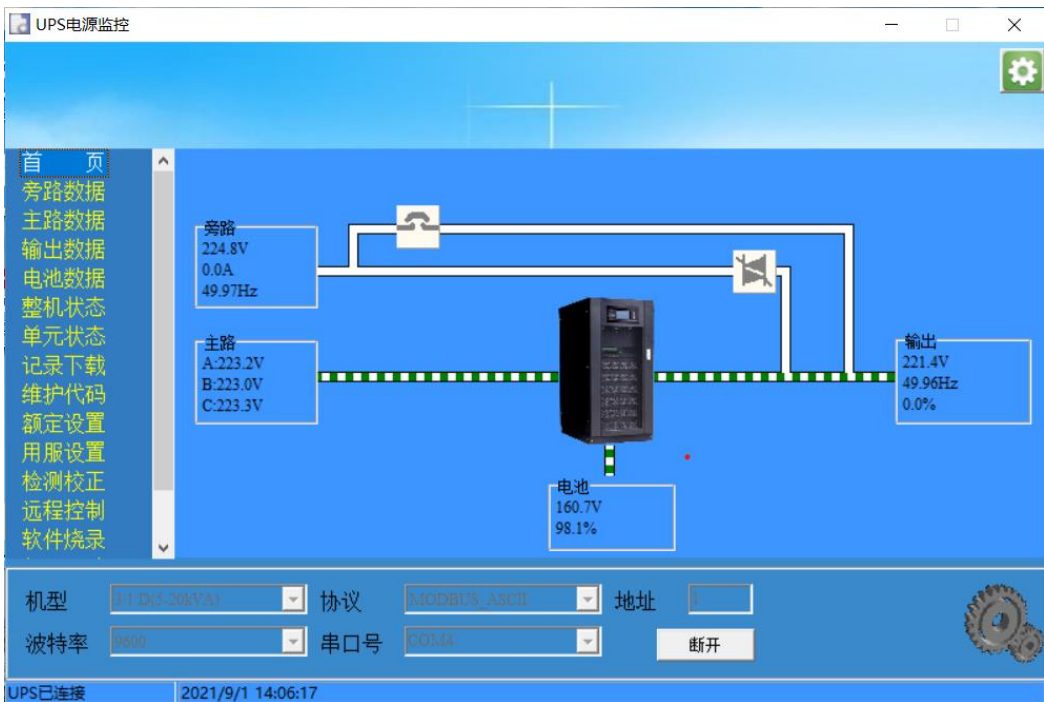 UPS电源监控
首 页
旁路数据
主路数据
输出数据
电池数据
整机状态
单元状态
记录下载
维护代码
额定设置
用服设置
检测校正
远程控制
软件烧录
旁路
224.8V
0.0A
49.97Hz
主路
A:223.2V
B:223.0V
C:223.3V
输出
221.4V
49.96Hz
0.0%
电池
160.7V
98.1%
机型
协议 MODBUS_ASCII
地址 1
波特率 9600
串口号
断开
UPS已连接 2021/9/1 14:06:17